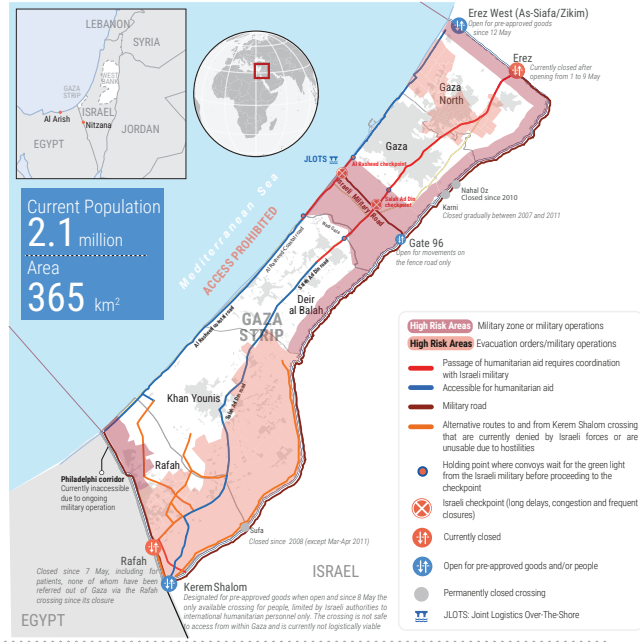 LEBANON
SYRIA
WEST
BANK
GAZA
STRIP
ISRAEL
Al Arish
Nitzana
JORDAN
EGYPT
Erez West (As-Siafa/Zikim)
Open for pre-approved goods
since 12 May
Erez
Currently closed after
opening from 1 to 9 May
Gaza
North
Gaza
JLOTS
Al Rasheed checkpoint
Israeli Military Road
Salah Ad Din
checkpoint
Nahal Oz
Closed since 2010
Karni
Closed gradually between 2007 and 2011
Gate 96
Open for movements on
the fence road only
Mediterranean Sea
ACCESS PROHIBITED
Current Population
2.1 million
Area
365 km²
Wadi Gaza
Al Rasheed-Coastal road
Salah Ad Din road
Deir
al Balah
GAZA
STRIP
Khan Younis
Salah Ad Din road
Rafah
Philadelphi corridor
Currently inaccessible
due to ongoing
military operation
Sufa
Closed since 2008 (except Mar-Apr 2011)
Rafah
Closed since 7 May, including for
patients, none of whom have been
referred out of Gaza via the Rafah
crossing since its closure
Kerem Shalom
Designated for pre-approved goods when open and since 8 May the
only available crossing for people, limited by Israeli authorities to
international humanitarian personnel only. The crossing is not safe
to access from within Gaza and is currently not logistically viable
ISRAEL
EGYPT
High Risk Areas Military zone or military operations
High Risk Areas Evacuation orders/military operations
Passage of humanitarian aid requires coordination
with Israeli military
Accessible for humanitarian aid
Military road
Alternative routes to and from Kerem Shalom crossing
that are currently denied by Israeli forces or are
unusable due to hostilities
Holding point where convoys wait for the green light
from the Israeli military before proceeding to the
checkpoint
Israeli checkpoint (long delays, congestion and frequent
closures)
Currently closed
Open for pre-approved goods and/or people
Permanently closed crossing
JLOTS: Joint Logistics Over-The-Shore